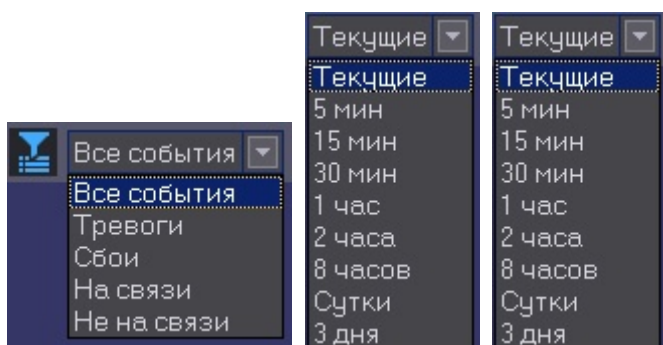 Все события
Все события
Тревоги
Сбои
На связи
Не на связи
Текущие
Текущие
5 мин
15 мин
30 мин
1 час
2 часа
8 часов
Сутки
3 дня
Текущие
Текущие
5 мин
15 мин
30 мин
1 час
2 часа
8 часов
Сутки
3 дня